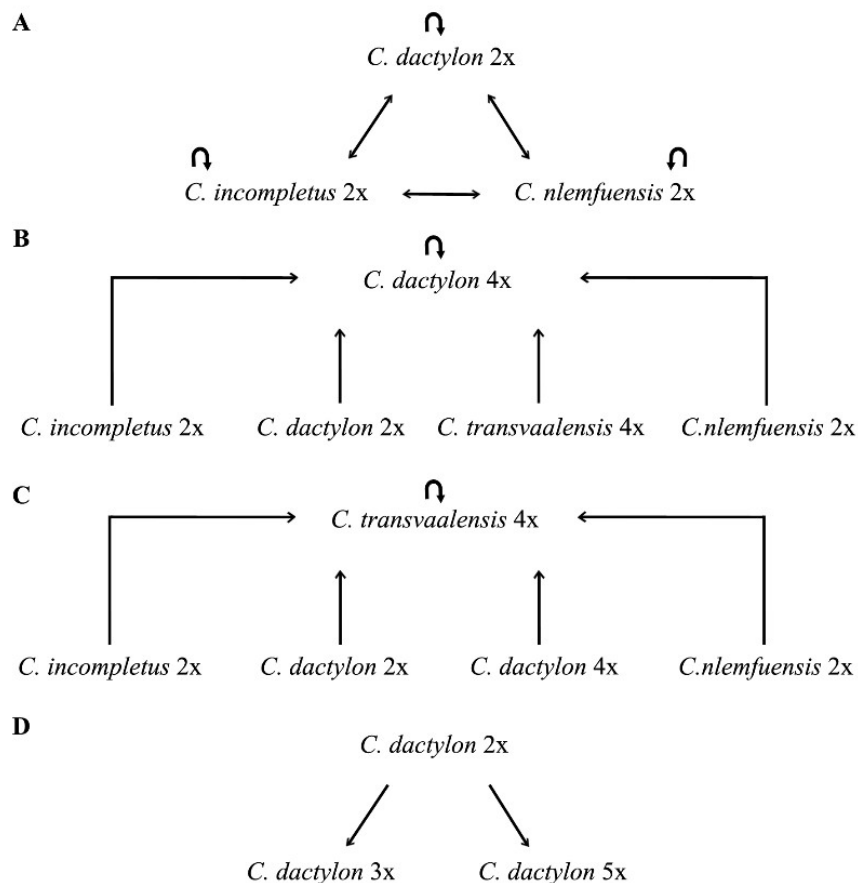 A
C. dactylon 2x
C. incompletus 2x C. nlemfuensis 2x
B
C. dactylon 4x
C. incompletus 2x C. dactylon 2x C. transvaalensis 4x C.nlemfuensis 2x
C
C. transvaalensis 4x
C. incompletus 2x C. dactylon 2x C. dactylon 4x C.nlemfuensis 2x
D
C. dactylon 2x
C. dactylon 3x C. dactylon 5x